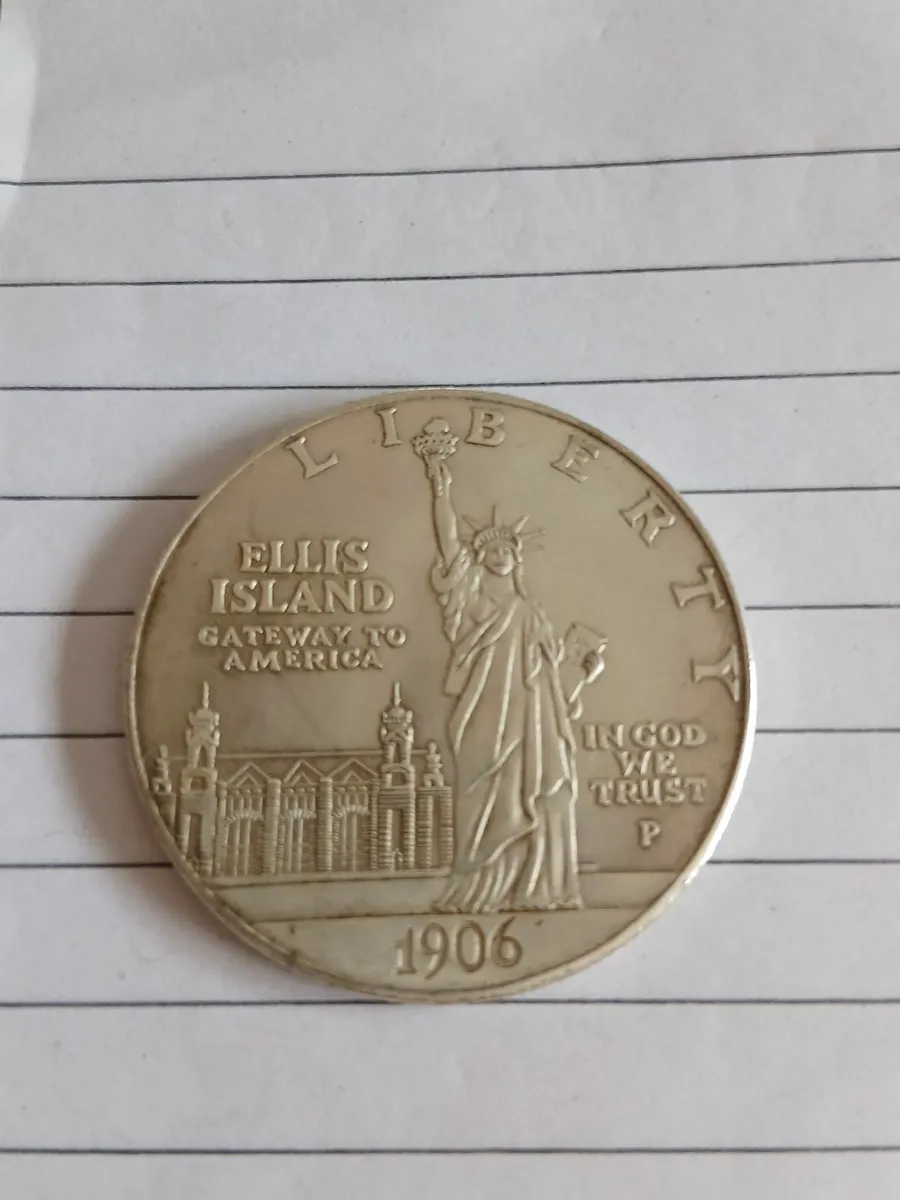 LIBERTY
ELLIS
ISLAND
GATEWAY TO
AMERICA
IN GOD
WE
TRUST
P
1906